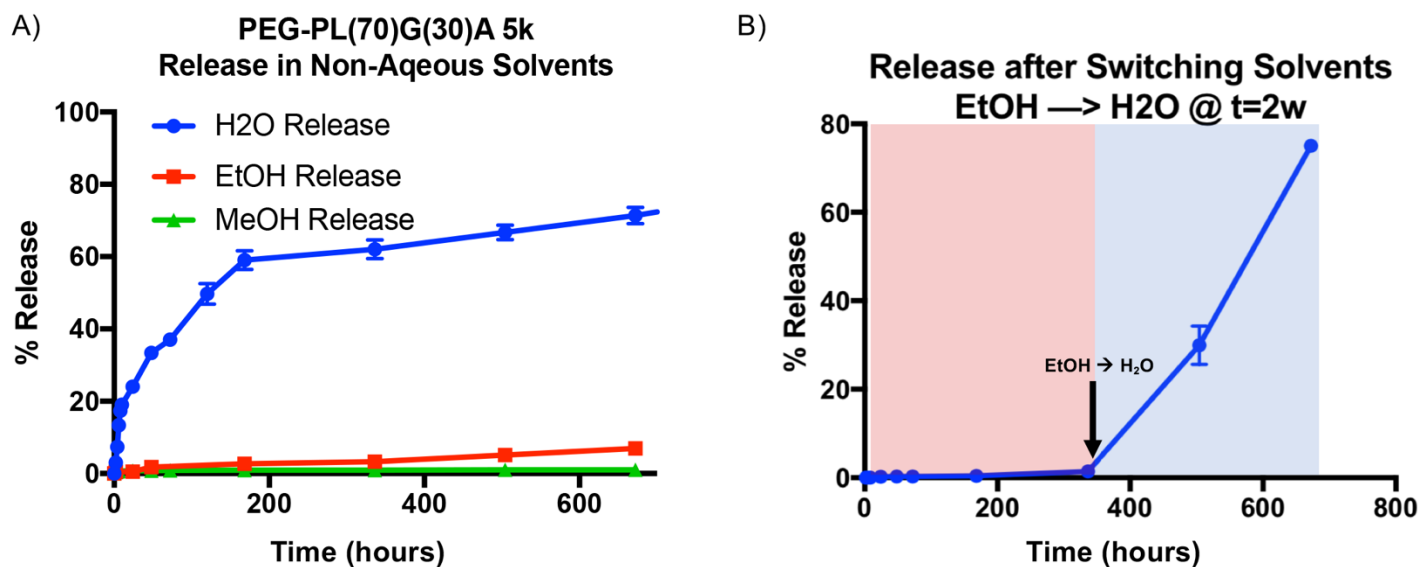 A)
PEG-PL(70)G(30)A 5k
Release in Non-Aqeous Solvents
100
80
60
40
20
0
% Release
H2O Release
EtOH Release
MeOH Release
0 200 400 600
Time (hours)
B)
Release after Switching Solvents
EtOH —> H2O @ t=2w
80
60
40
20
0
% Release
EtOH → H₂O
0 200 400 600 800
Time (hours)